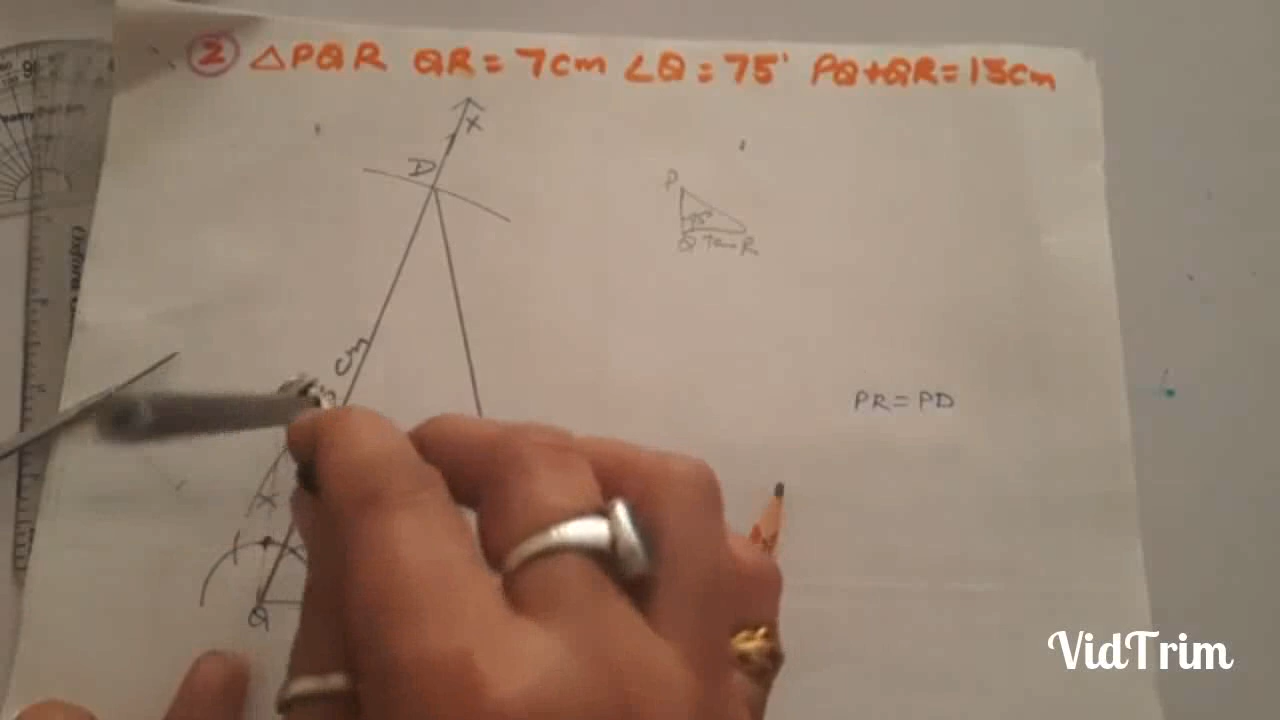 2 △PQR QR = 7cm ∠Q = 75° PQ+QR = 13cm
X
D
P
75°
Q 7cm R
cm
PR = PD
X
Q
VidTrim